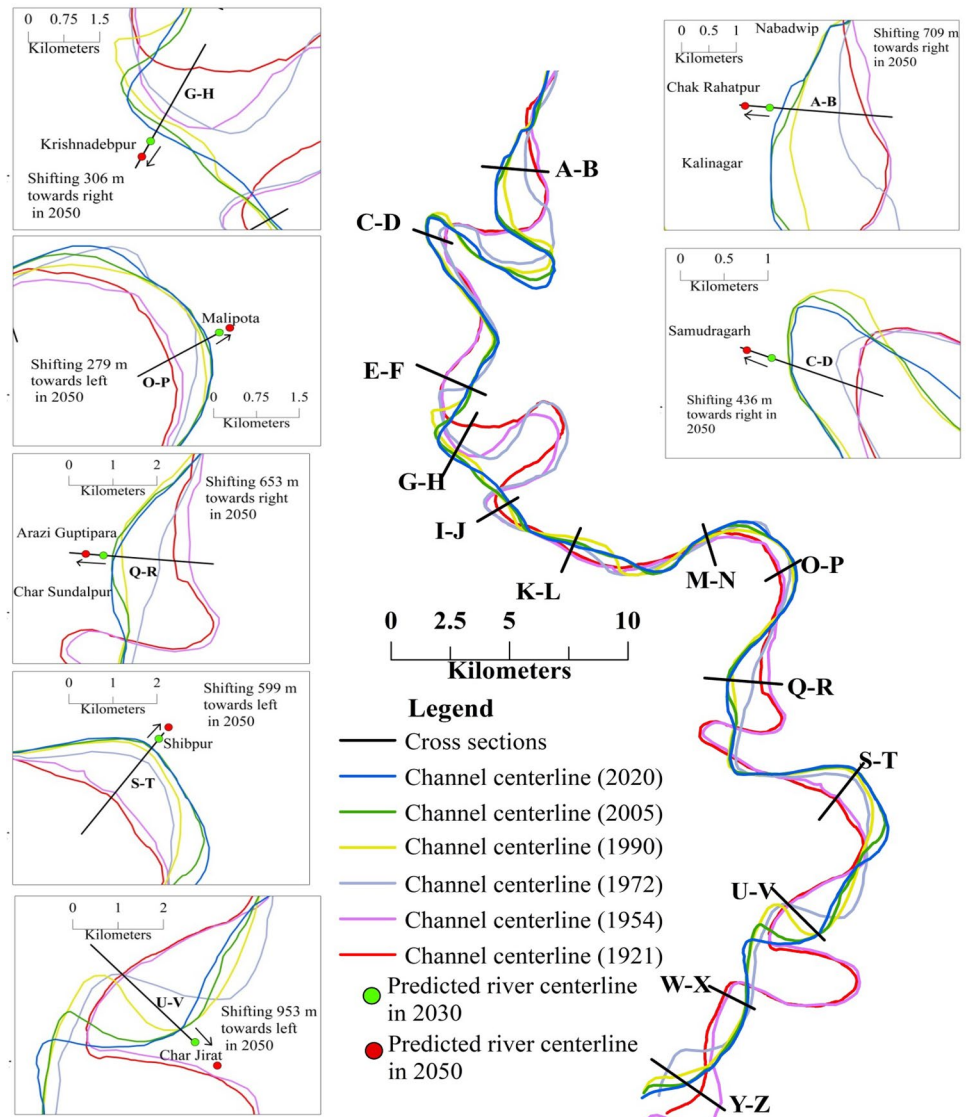 0 0.75 1.5
Kilometers
G-H
Krishnadebpur
Shifting 306 m
towards right
in 2050
Malipota
Shifting 279 m
towards left
in 2050
O-P
0 0.75 1.5
Kilometers
0 1 2
Kilometers
Shifting 653 m
towards right
in 2050
Arazi Guptipara
Q-R
Char Sundalpur
0 1 2
Kilometers
Shifting 599 m
towards left
in 2050
Shibpur
S-T
0 1 2
Kilometers
U-V
Shifting 953 m
towards left
in 2050
Char Jirat
A-B
C-D
E-F
G-H
I-J
K-L
M-N
O-P
Q-R
S-T
U-V
W-X
Y-Z
0 2.5 5 10
Kilometers
Legend
Cross sections
Channel centerline (2020)
Channel centerline (2005)
Channel centerline (1990)
Channel centerline (1972)
Channel centerline (1954)
Channel centerline (1921)
Predicted river centerline
in 2030
Predicted river centerline
in 2050
0 0.5 1
Kilometers
Nabadwip
Shifting 709 m
towards right
in 2050
Chak Rahatpur
A-B
Kalinagar
0 0.5 1
Kilometers
Samudragarh
C-D
Shifting 436 m
towards right in
2050